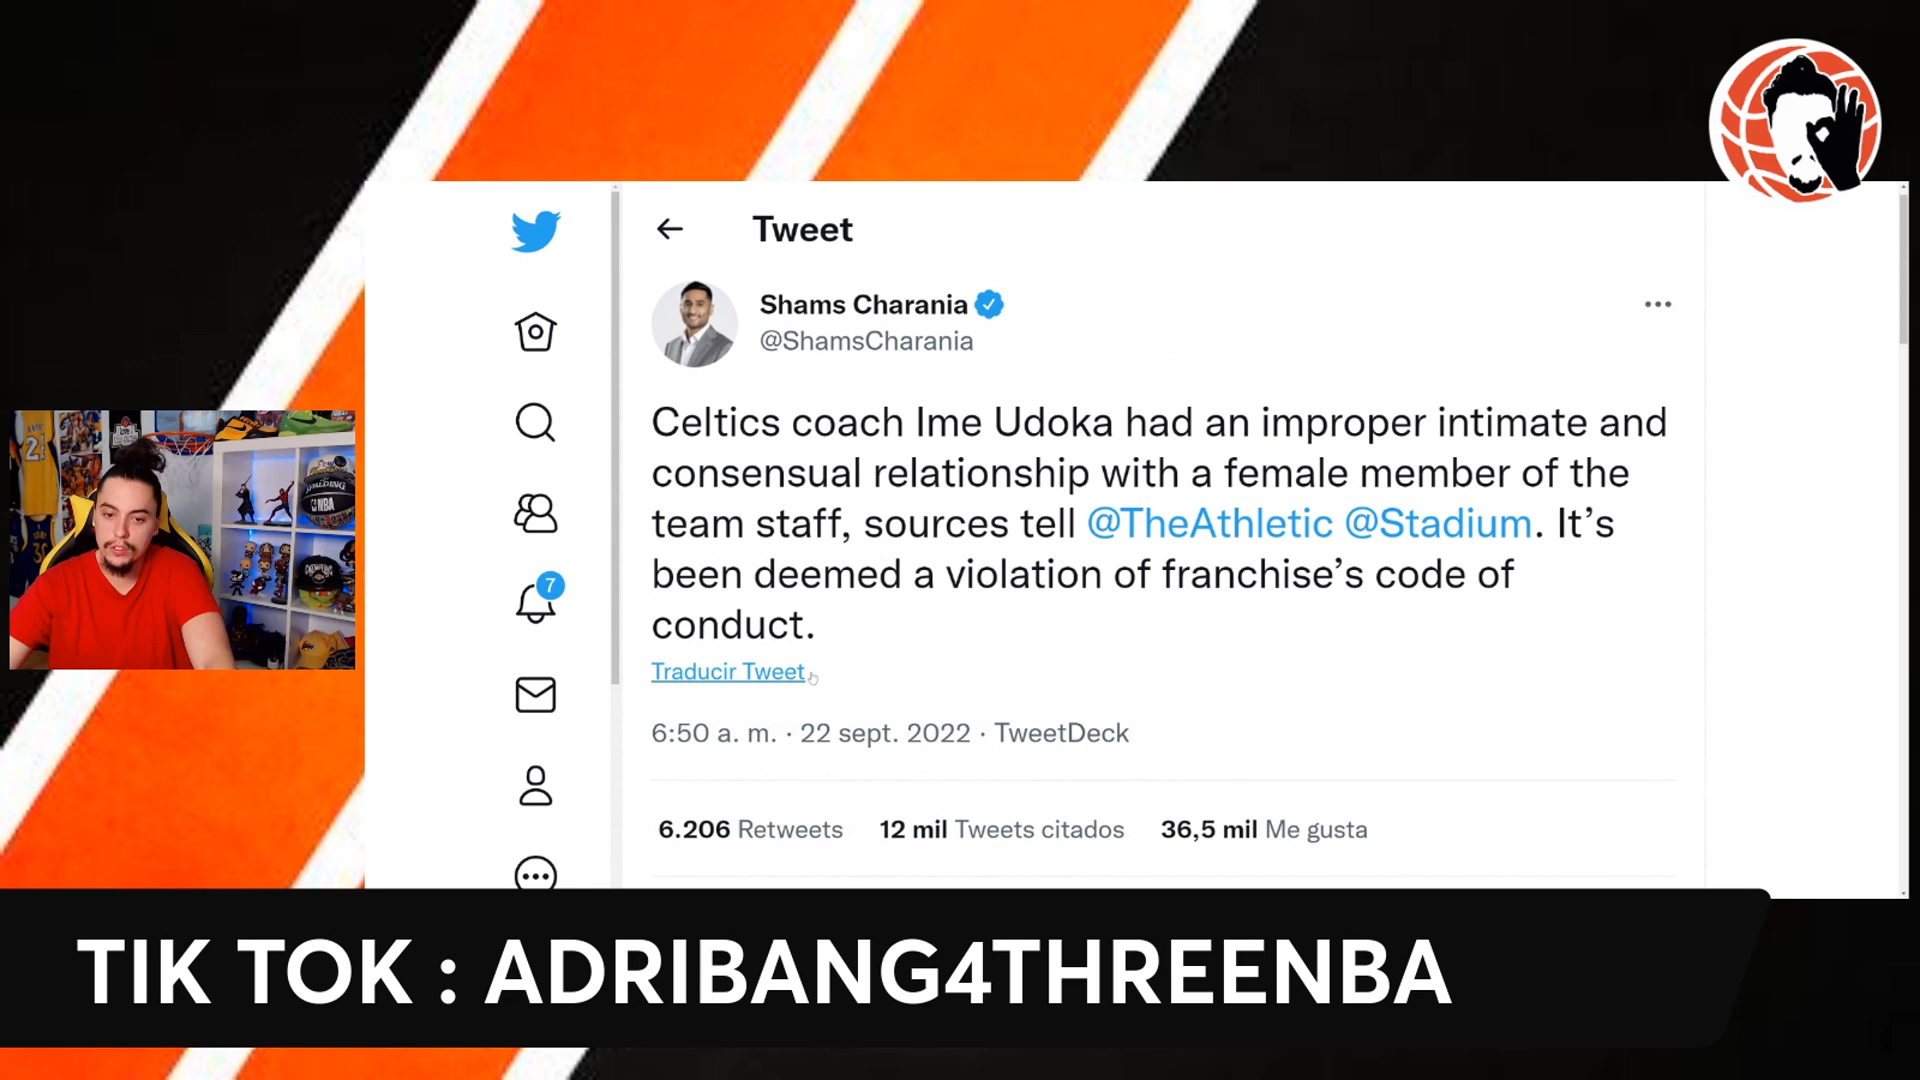 Tweet
Shams Charania
@ShamsCharania
Celtics coach Ime Udoka had an improper intimate and
consensual relationship with a female member of the
team staff, sources tell @TheAthletic @Stadium. It's
been deemed a violation of franchise's code of
conduct.
Traducir Tweet
6:50 a. m. · 22 sept. 2022 · TweetDeck
6.206 Retweets 12 mil Tweets citados 36,5 mil Me gusta
7
SPALDING
NBA
TIK TOK : ADRIBANG4THREENBA